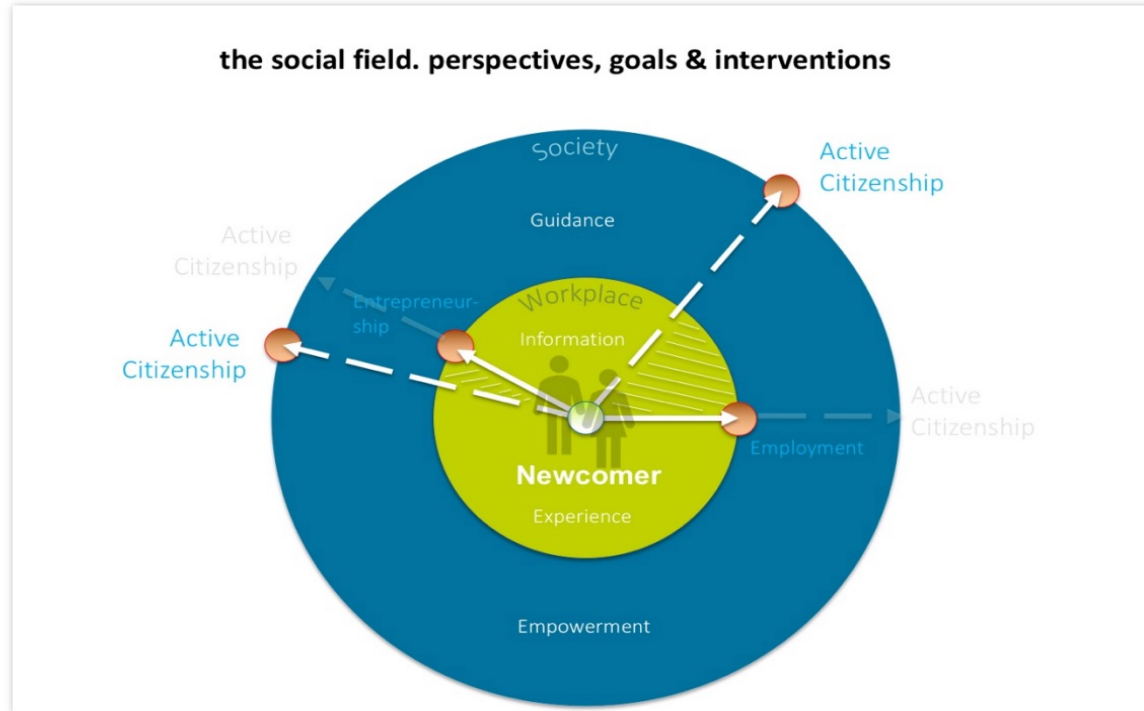 the social field. perspectives, goals & interventions
Society
Active
Citizenship
Guidance
Active
Citizenship
Entrepreneur-
ship
Workplace
Information
Active
Citizenship
Active
Citizenship
Employment
Newcomer
Experience
Empowerment